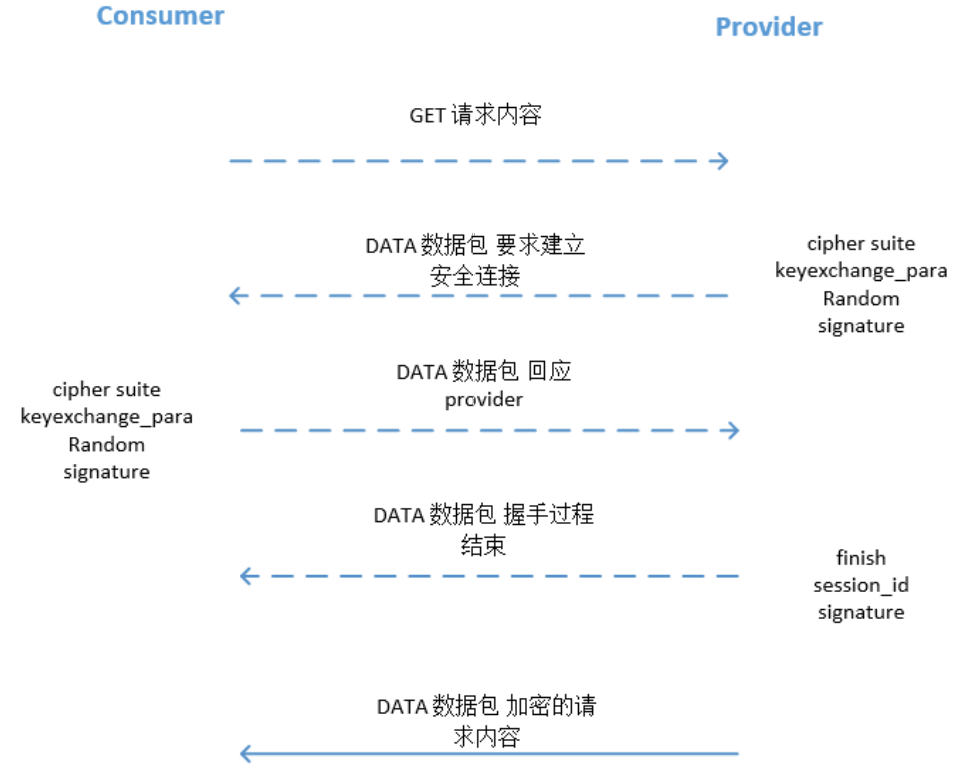 Consumer
Provider
GET 请求内容
DATA 数据包 要求建立
安全连接
cipher suite
keyexchange_para
Random
signature
DATA 数据包 回应
provider
cipher suite
keyexchange_para
Random
signature
DATA 数据包 握手过程
结束
finish
session_id
signature
DATA 数据包 加密的请
求内容